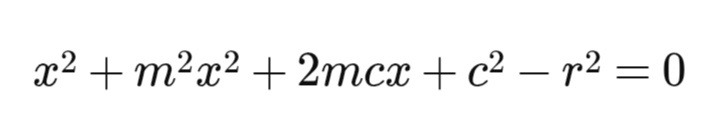 x² + m²x² + 2mcx + c² − r² = 0